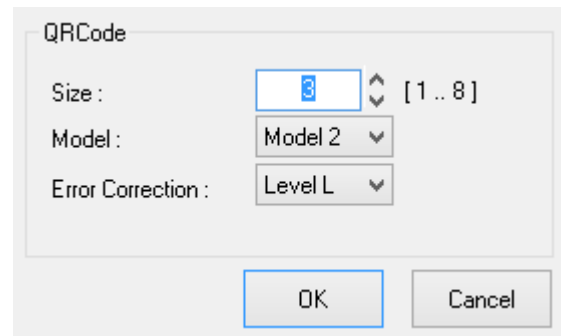 QRCode
Size : 3 [ 1 .. 8 ]
Model : Model 2
Error Correction : Level L
OK Cancel